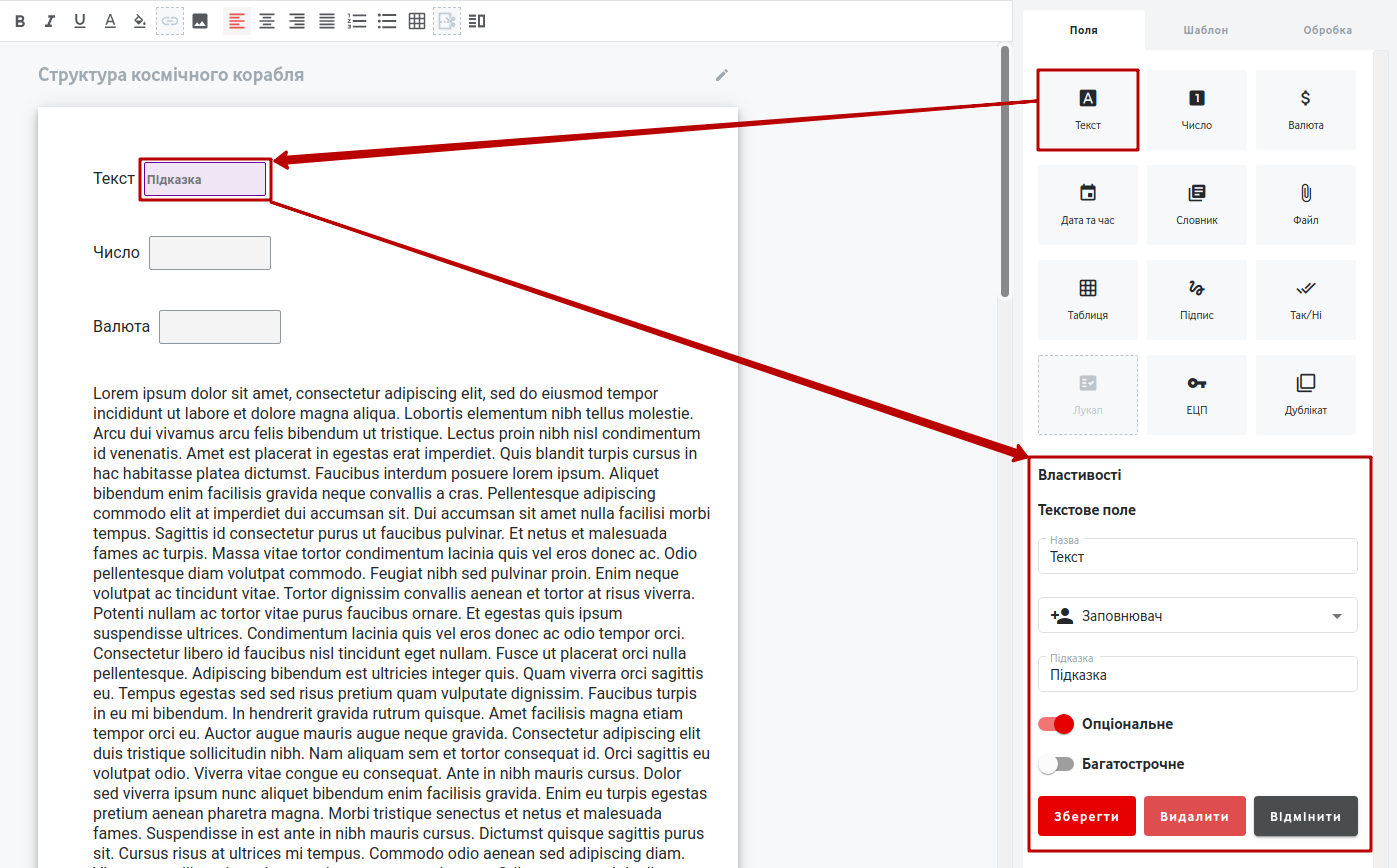 B I U A
Структура космічного корабля
Текст Підказка
Число
Валюта
Lorem ipsum dolor sit amet, consectetur adipiscing elit, sed do eiusmod tempor
incididunt ut labore et dolore magna aliqua. Lobortis elementum nibh tellus molestie.
Arcu dui vivamus arcu felis bibendum ut tristique. Lectus proin nibh nisl condimentum
id venenatis. Amet est placerat in egestas erat imperdiet. Quis blandit turpis cursus in
hac habitasse platea dictumst. Faucibus interdum posuere lorem ipsum. Aliquet
bibendum enim facilisis gravida neque convallis a cras. Pellentesque adipiscing
commodo elit at imperdiet dui accumsan sit. Dui accumsan sit amet nulla facilisi morbi
tempus. Sagittis id consectetur purus ut faucibus pulvinar. Et netus et malesuada
fames ac turpis. Massa vitae tortor condimentum lacinia quis vel eros donec ac. Odio
pellentesque diam volutpat commodo. Feugiat nibh sed pulvinar proin. Enim neque
volutpat ac tincidunt vitae. Tortor dignissim convallis aenean et tortor at risus viverra.
Potenti nullam ac tortor vitae purus faucibus ornare. Et egestas quis ipsum
suspendisse ultrices. Condimentum lacinia quis vel eros donec ac odio tempor orci.
Consectetur libero id faucibus nisl tincidunt eget nullam. Fusce ut placerat orci nulla
pellentesque. Adipiscing bibendum est ultricies integer quis. Quam viverra orci sagittis
eu. Tempus egestas sed sed risus pretium quam vulputate dignissim. Faucibus turpis
in eu mi bibendum. In hendrerit gravida rutrum quisque. Amet facilisis magna etiam
tempor orci eu. Auctor augue mauris augue neque gravida. Consectetur adipiscing elit
duis tristique sollicitudin nibh. Nam aliquam sem et tortor consequat id. Orci sagittis eu
volutpat odio. Viverra vitae congue eu consequat. Ante in nibh mauris cursus. Dolor
sed viverra ipsum nunc aliquet bibendum enim facilisis gravida. Enim eu turpis egestas
pretium aenean pharetra magna. Morbi tristique senectus et netus et malesuada
fames. Suspendisse in est ante in nibh mauris cursus. Dictumst quisque sagittis purus
sit. Cursus risus at ultrices mi tempus. Commodo odio aenean sed adipiscing diam.
Поля Шаблон Обробка
Текст Число Валюта
Дата та час Словник Файл
Таблиця Підпис Так/Ні
Лукап ЕЦП Дублікат
Властивості
Текстове поле
Назва
Текст
Заповнювач
Підказка
Підказка
Опціональне
Багатострочне
Зберегти Видалити Відмінити